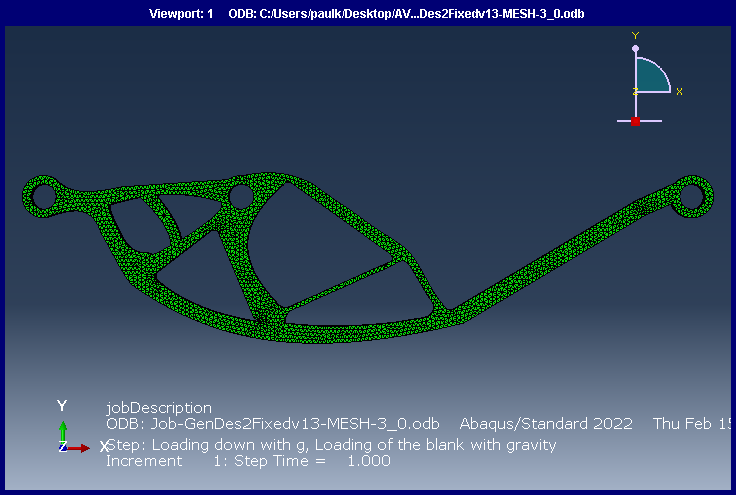 Viewport: 1 ODB: C:/Users/paulk/Desktop/AV...Des2Fixedv13-MESH-3_0.odb
Y
Z X
Y
Z X
jobDescription
ODB: Job-GenDes2Fixedv13-MESH-3_0.odb Abaqus/Standard 2022 Thu Feb 15
Step: Loading down with g, Loading of the blank with gravity
Increment 1: Step Time = 1.000